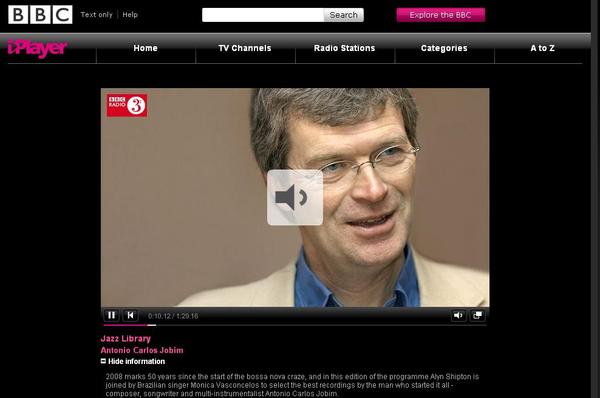 BBC Text only | Help Search Explore the BBC
iPlayer Home TV Channels Radio Stations Categories A to Z
BBC RADIO 3
0:10.12 / 1:29.16
Jazz Library
Antonio Carlos Jobim
Hide information
2008 marks 50 years since the start of the bossa nova craze, and in this edition of the programme Alyn Shipton is
joined by Brazilian singer Monica Vasconcelos to select the best recordings by the man who started it all -
composer, songwriter and multi-instrumentalist Antonio Carlos Jobim.